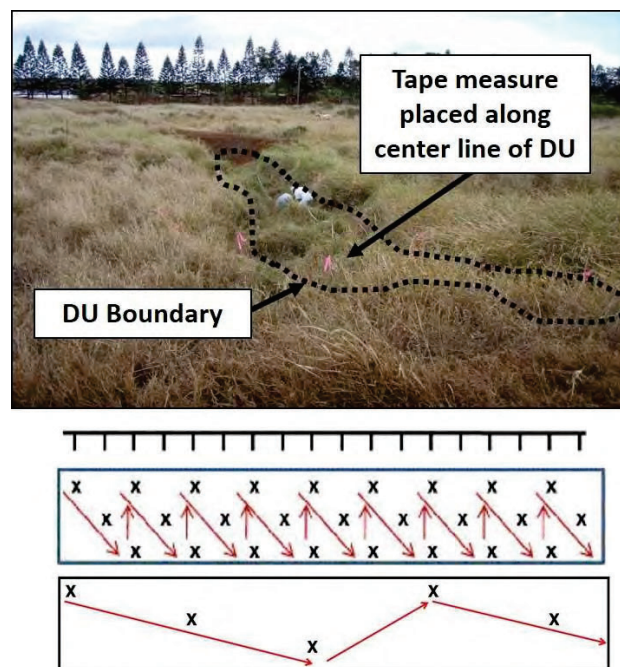 Tape measure
placed along
center line of DU
DU Boundary
X X X X X X X X X
X X X X X X X X X
X X X X X X X X
X X
X X
X